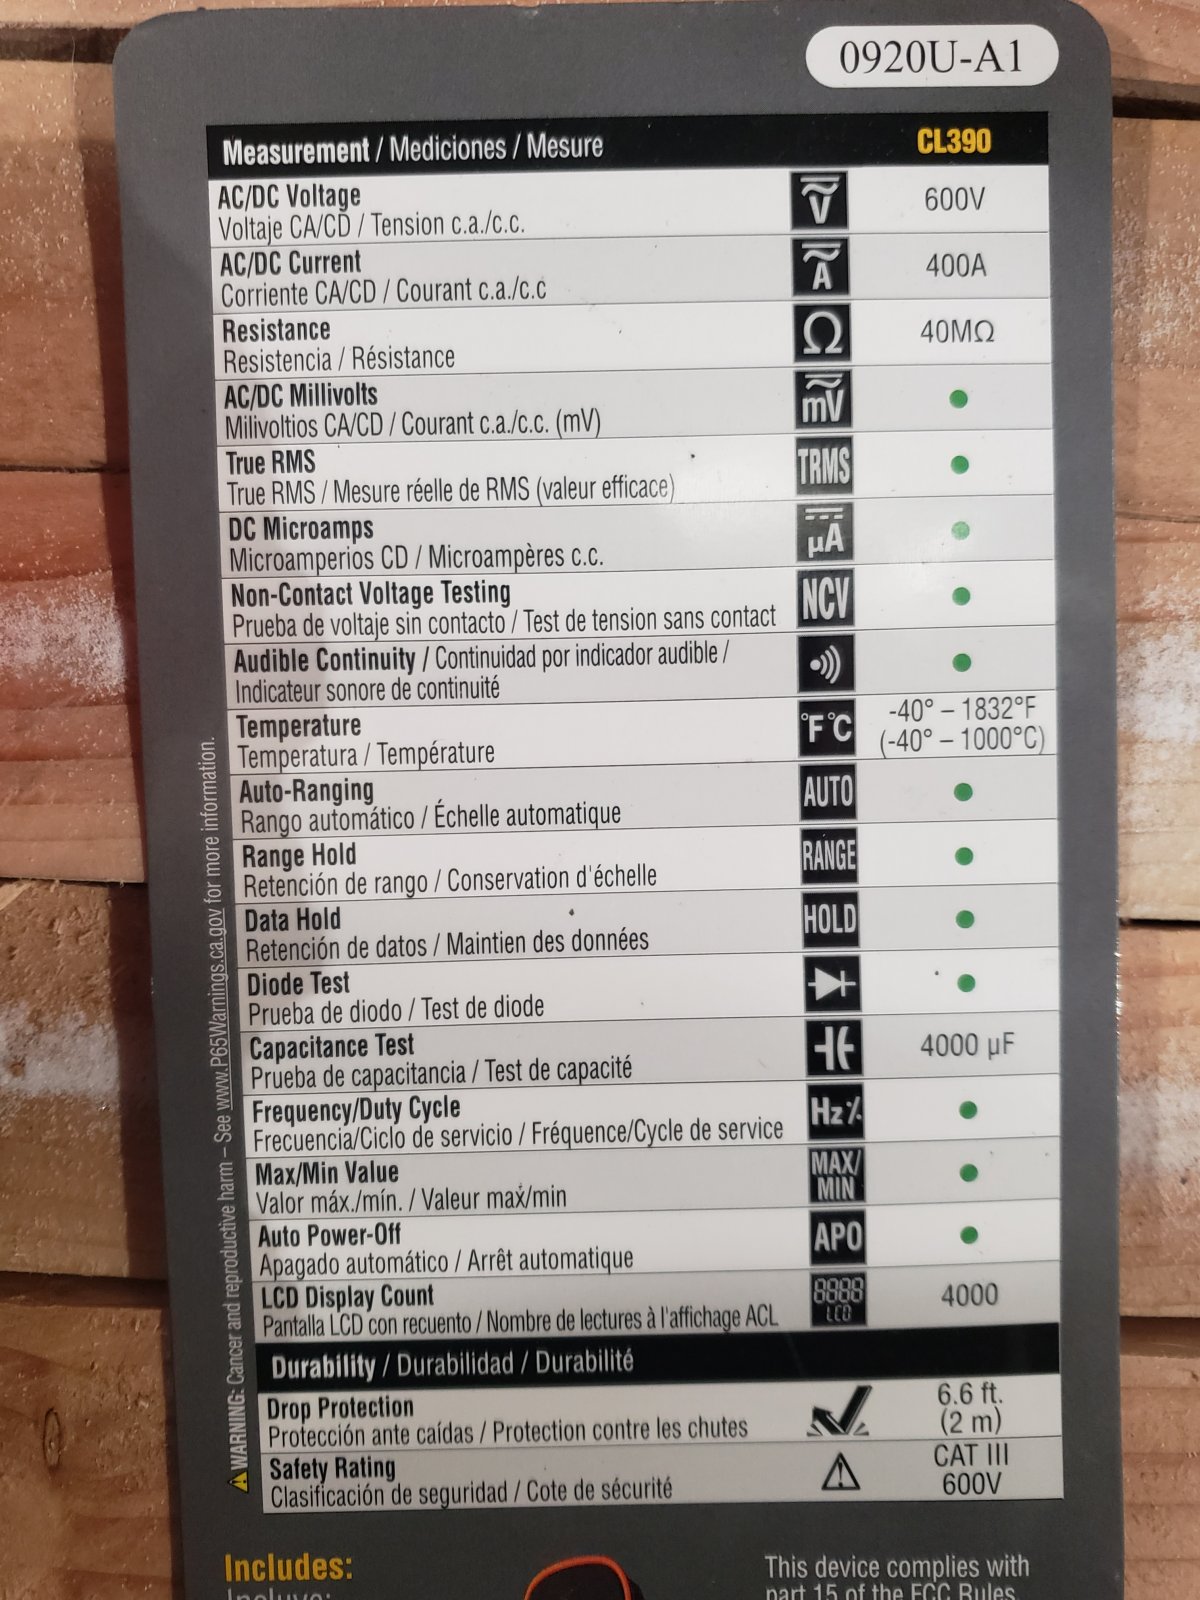 0920U-A1
Measurement / Mediciones / Mesure CL390
AC/DC Voltage
Voltaje CA/CD / Tension c.a./c.c.
V
600V
AC/DC Current
Corriente CA/CD / Courant c.a./c.c
A
400A
Resistance
Resistencia / Résistance
Ω
40MΩ
AC/DC Millivolts
Milivoltios CA/CD / Courant c.a./c.c. (mV)
mV
True RMS
True RMS / Mesure réelle de RMS (valeur efficace)
TRMS
DC Microamps
Microamperios CD / Microampères c.c.
µA
Non-Contact Voltage Testing
Prueba de voltaje sin contacto / Test de tension sans contact
NCV
Audible Continuity / Continuidad por indicador audible /
Indicateur sonore de continuité
Temperature
Temperatura / Température
°F°C
-40° – 1832°F
(-40° – 1000°C)
Auto-Ranging
Rango automático / Échelle automatique
AUTO
Range Hold
Retención de rango / Conservation d'échelle
RANGE
Data Hold
Retención de datos / Maintien des données
HOLD
Diode Test
Prueba de diodo / Test de diode
Capacitance Test
Prueba de capacitancia / Test de capacité
4000 µF
Frequency/Duty Cycle
Frecuencia/Ciclo de servicio / Fréquence/Cycle de service
Hz%
Max/Min Value
Valor máx./mín. / Valeur max/min
MAX/
MIN
Auto Power-Off
Apagado automático / Arrêt automatique
APO
LCD Display Count
Pantalla LCD con recuento / Nombre de lectures à l'affichage ACL
8888
LCD
4000
Durability / Durabilidad / Durabilité
Drop Protection
Protección ante caídas / Protection contre les chutes
6.6 ft.
(2 m)
Safety Rating
Clasificación de seguridad / Cote de sécurité
CAT III
600V
⚠WARNING: Cancer and reproductive harm – See www.P65Warnings.ca.gov for more information.
Includes:
Incluye:
This device complies with
part 15 of the FCC Rules